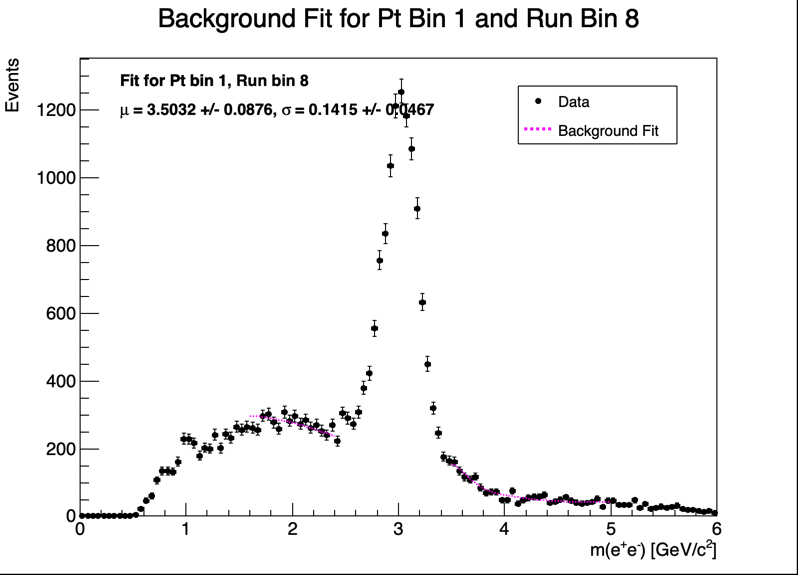 Background Fit for Pt Bin 1 and Run Bin 8
Events
Fit for Pt bin 1, Run bin 8
μ = 3.5032 +/- 0.0876, σ = 0.1415 +/- 0.0467
Data
Background Fit
1200
1000
800
600
400
200
0
0 1 2 3 4 5 6
m(e⁺e⁻) [GeV/c²]